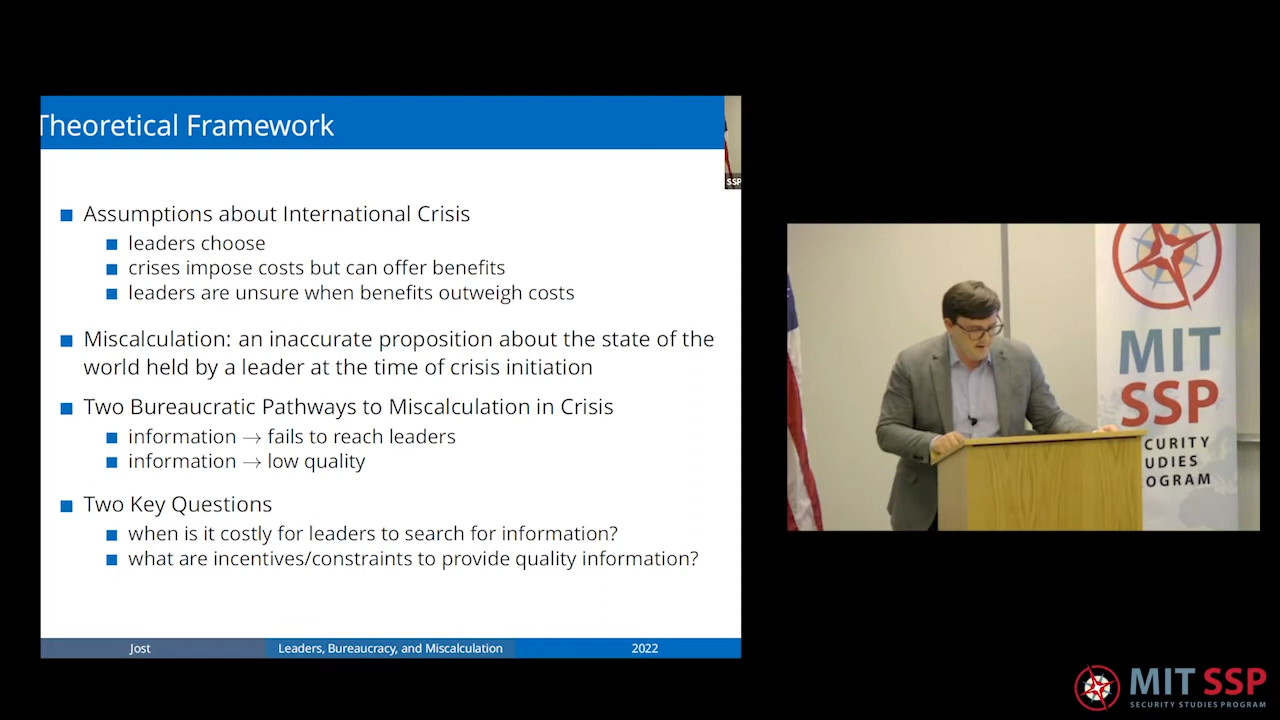 Theoretical Framework
SSP
Assumptions about International Crisis
leaders choose
crises impose costs but can offer benefits
leaders are unsure when benefits outweigh costs
Miscalculation: an inaccurate proposition about the state of the
world held by a leader at the time of crisis initiation
Two Bureaucratic Pathways to Miscalculation in Crisis
information → fails to reach leaders
information → low quality
Two Key Questions
when is it costly for leaders to search for information?
what are incentives/constraints to provide quality information?
Jost
Leaders, Bureaucracy, and Miscalculation
2022
MIT
SSP
CURITY
UDIES
OGRAM
MIT SSP
SECURITY STUDIES PROGRAM